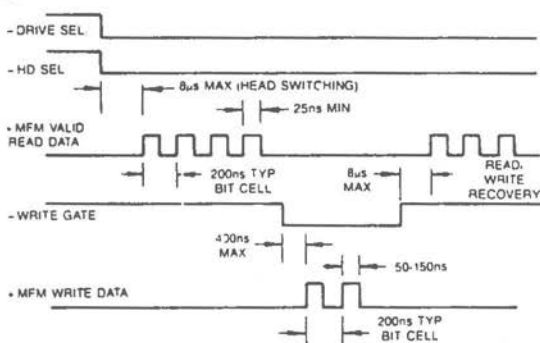 - DRIVE SEL
- HD SEL
8µs MAX (HEAD SWITCHING)
25ns MIN
+ MFM VALID
READ DATA
200ns TYP
BIT CELL
8µs
MAX
READ-
WRITE
RECOVERY
- WRITE GATE
400ns
MAX
50-150ns
+ MFM WRITE DATA
200ns TYP
BIT CELL